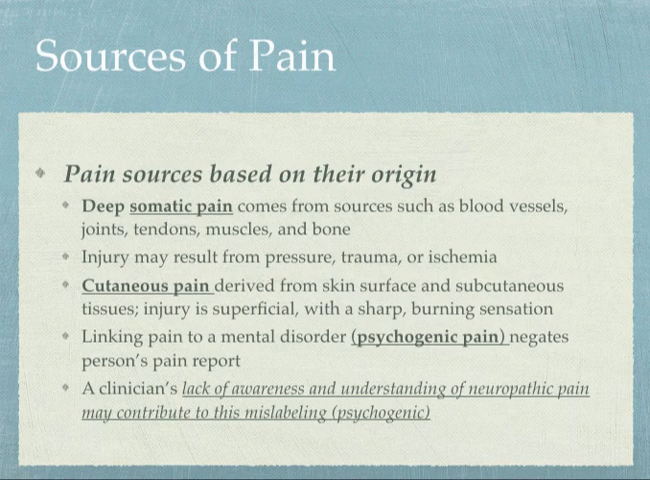 Sources of Pain
Pain sources based on their origin
Deep somatic pain comes from sources such as blood vessels,
joints, tendons, muscles, and bone
Injury may result from pressure, trauma, or ischemia
Cutaneous pain derived from skin surface and subcutaneous
tissues; injury is superficial, with a sharp, burning sensation
Linking pain to a mental disorder (psychogenic pain) negates
person’s pain report
A clinician’s lack of awareness and understanding of neuropathic pain
may contribute to this mislabeling (psychogenic)